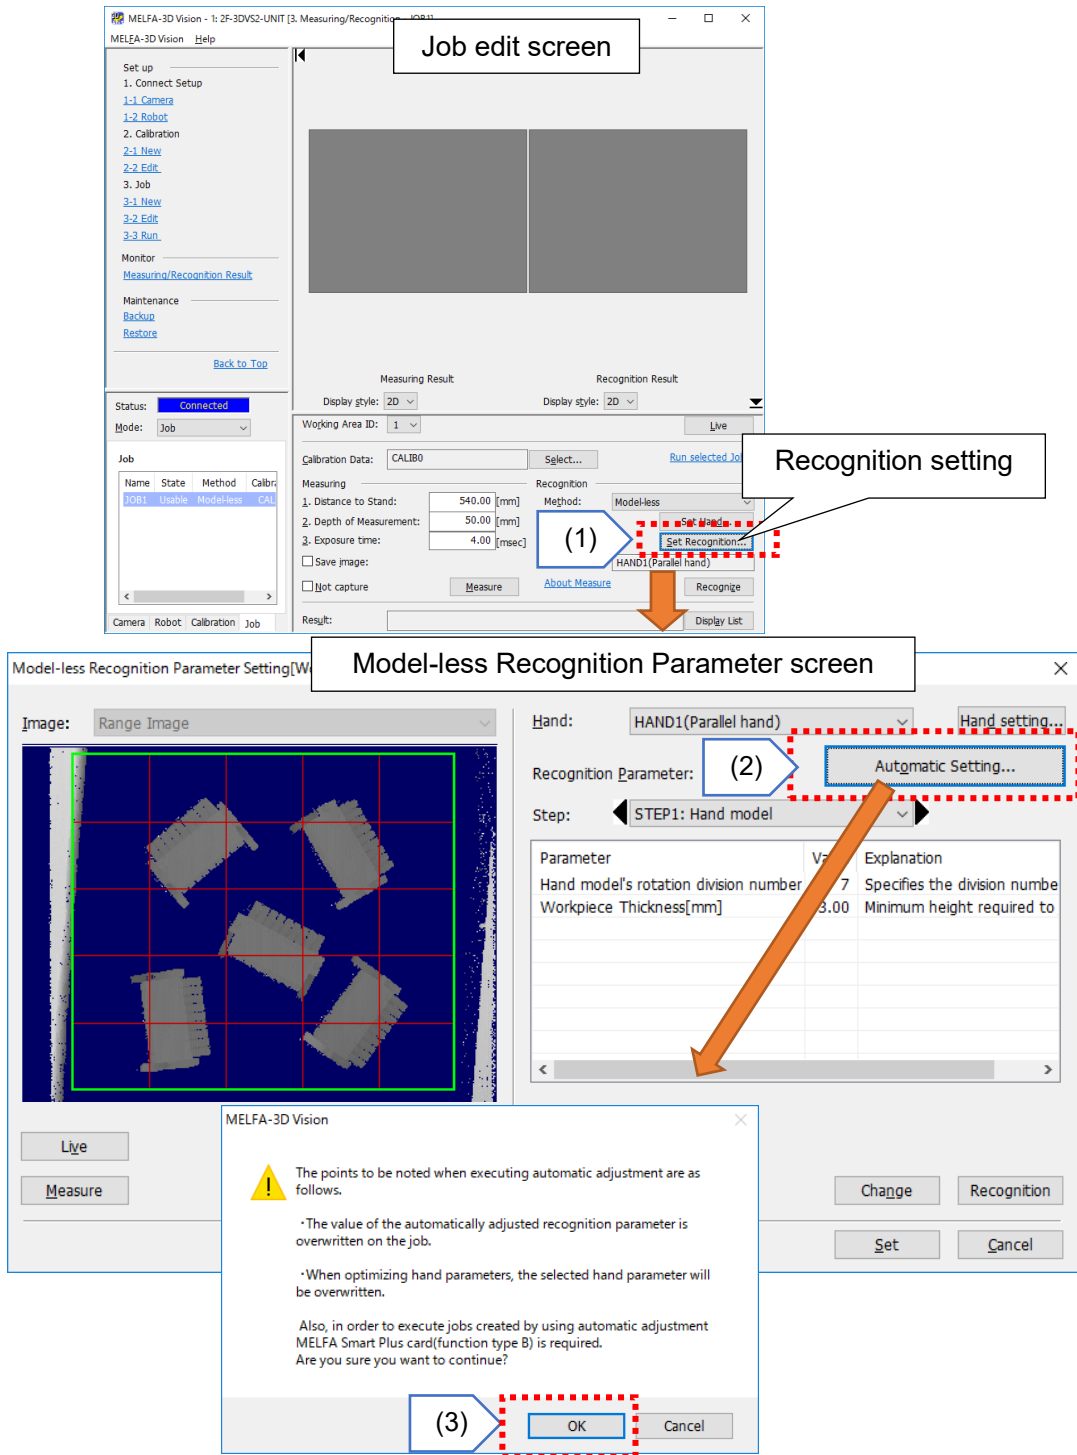 MELFA-3D Vision - 1: 2F-3DVS2-UNIT [3. Measuring/Recognition - JOB1]
Job edit screen
MELFA-3D Vision Help
Set up
1. Connect Setup
1-1 Camera
1-2 Robot
2. Calibration
2-1 New
2-2 Edit
3. Job
3-1 New
3-2 Edit
3-3 Run
Monitor
Measuring/Recognition Result
Maintenance
Backup
Restore
Back to Top
Measuring Result
Recognition Result
Display style: 2D
Display style: 2D
Status: Connected
Mode: Job
Job
Name State Method Calibra
JOB1 Usable Model-less CAL
Camera Robot Calibration Job
Working Area ID: 1
Live
Calibration Data: CALIB0 Select...
Run selected Job
Recognition setting
Measuring
Recognition
1. Distance to Stand: 540.00 [mm]
Method: Model-less
2. Depth of Measurement: 50.00 [mm]
Set Hand...
3. Exposure time: 4.00 [msec]
(1)
Set Recognition...
Save image:
HAND1(Parallel hand)
Not capture
Measure
About Measure
Recognize
Result:
Display List
Model-less Recognition Parameter Setting[W
Model-less Recognition Parameter screen
Image: Range Image
Hand: HAND1(Parallel hand) Hand setting...
Recognition Parameter:
(2)
Automatic Setting...
Step: STEP1: Hand model
Parameter Va Explanation
Hand model's rotation division number 7 Specifies the division numbe
Workpiece Thickness[mm] 3.00 Minimum height required to
Live
Measure
Change Recognition
Set Cancel
MELFA-3D Vision
The points to be noted when executing automatic adjustment are as
follows.
・The value of the automatically adjusted recognition parameter is
overwritten on the job.
・When optimizing hand parameters, the selected hand parameter will
be overwritten.
Also, in order to execute jobs created by using automatic adjustment
MELFA Smart Plus card(function type B) is required.
Are you sure you want to continue?
(3)
OK Cancel